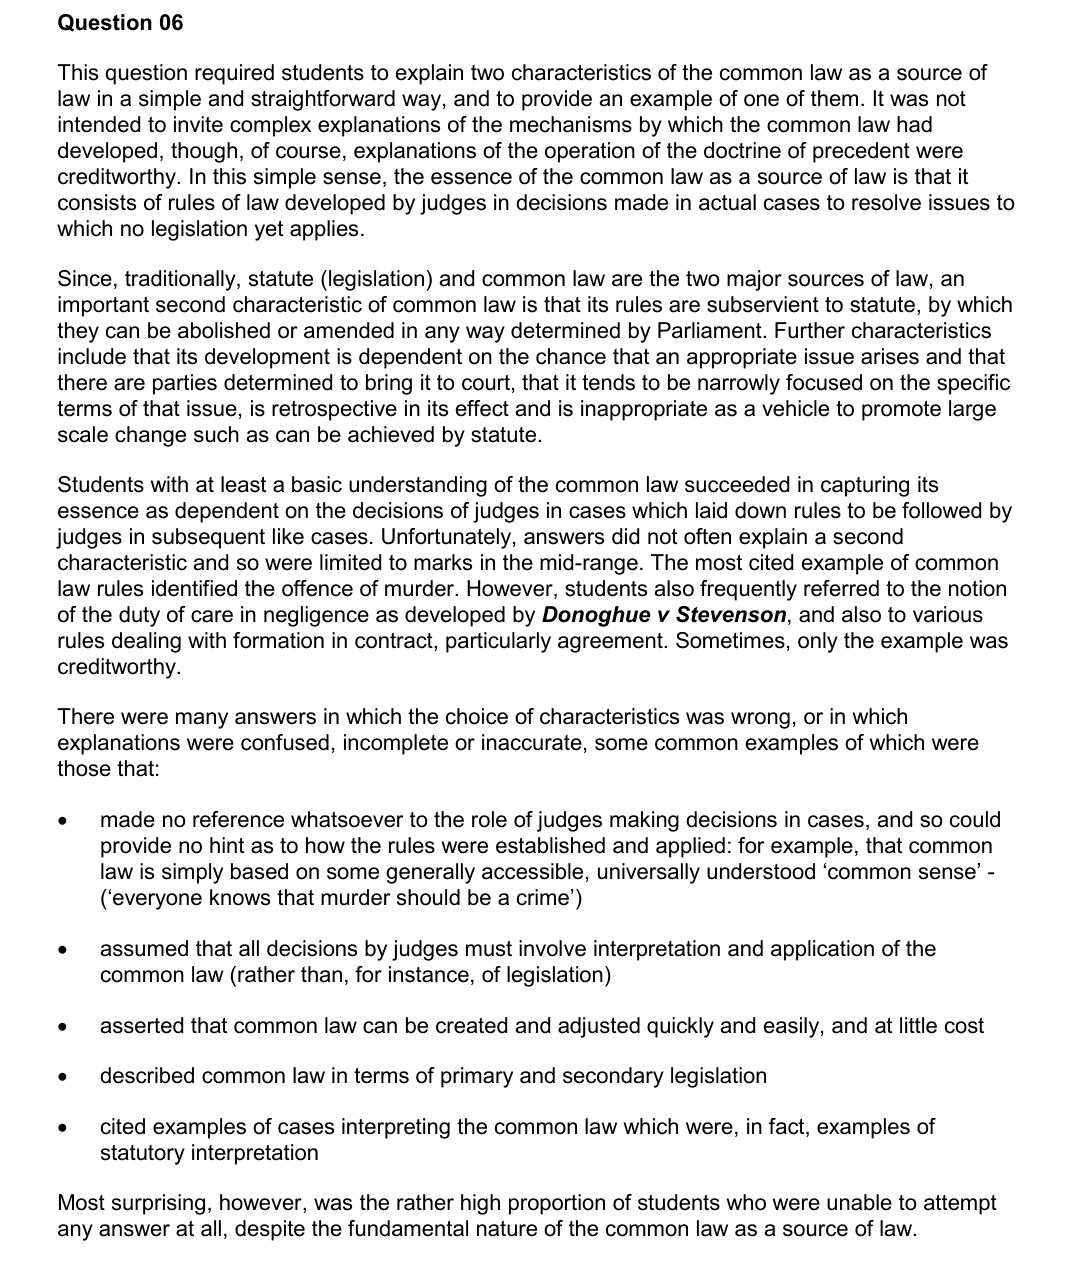 Question 06
This question required students to explain two characteristics of the common law as a source of
law in a simple and straightforward way, and to provide an example of one of them. It was not
intended to invite complex explanations of the mechanisms by which the common law had
developed, though, of course, explanations of the operation of the doctrine of precedent were
creditworthy. In this simple sense, the essence of the common law as a source of law is that it
consists of rules of law developed by judges in decisions made in actual cases to resolve issues to
which no legislation yet applies.
Since, traditionally, statute (legislation) and common law are the two major sources of law, an
important second characteristic of common law is that its rules are subservient to statute, by which
they can be abolished or amended in any way determined by Parliament. Further characteristics
include that its development is dependent on the chance that an appropriate issue arises and that
there are parties determined to bring it to court, that it tends to be narrowly focused on the specific
terms of that issue, is retrospective in its effect and is inappropriate as a vehicle to promote large
scale change such as can be achieved by statute.
Students with at least a basic understanding of the common law succeeded in capturing its
essence as dependent on the decisions of judges in cases which laid down rules to be followed by
judges in subsequent like cases. Unfortunately, answers did not often explain a second
characteristic and so were limited to marks in the mid-range. The most cited example of common
law rules identified the offence of murder. However, students also frequently referred to the notion
of the duty of care in negligence as developed by Donoghue v Stevenson, and also to various
rules dealing with formation in contract, particularly agreement. Sometimes, only the example was
creditworthy.
There were many answers in which the choice of characteristics was wrong, or in which
explanations were confused, incomplete or inaccurate, some common examples of which were
those that:
• made no reference whatsoever to the role of judges making decisions in cases, and so could
provide no hint as to how the rules were established and applied: for example, that common
law is simply based on some generally accessible, universally understood ‘common sense’ -
(‘everyone knows that murder should be a crime’)
• assumed that all decisions by judges must involve interpretation and application of the
common law (rather than, for instance, of legislation)
• asserted that common law can be created and adjusted quickly and easily, and at little cost
• described common law in terms of primary and secondary legislation
• cited examples of cases interpreting the common law which were, in fact, examples of
statutory interpretation
Most surprising, however, was the rather high proportion of students who were unable to attempt
any answer at all, despite the fundamental nature of the common law as a source of law.